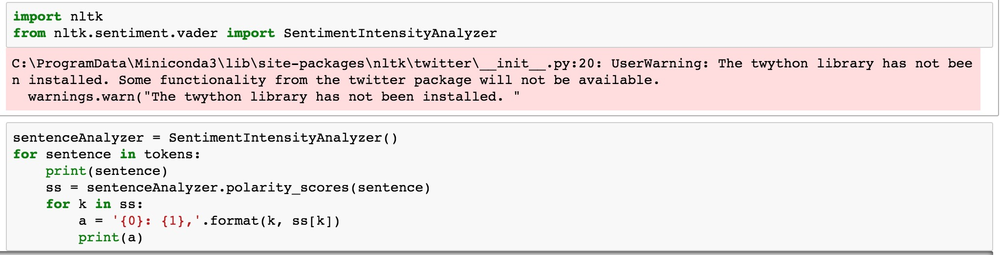 import nltk
from nltk.sentiment.vader import SentimentIntensityAnalyzer
C:\ProgramData\Miniconda3\lib\site-packages\nltk\twitter\__init__.py:20: UserWarning: The twython library has not bee
n installed. Some functionality from the twitter package will not be available.
  warnings.warn("The twython library has not been installed. "
sentenceAnalyzer = SentimentIntensityAnalyzer()
for sentence in tokens:
    print(sentence)
    ss = sentenceAnalyzer.polarity_scores(sentence)
    for k in ss:
        a = '{0}: {1},'.format(k, ss[k])
        print(a)